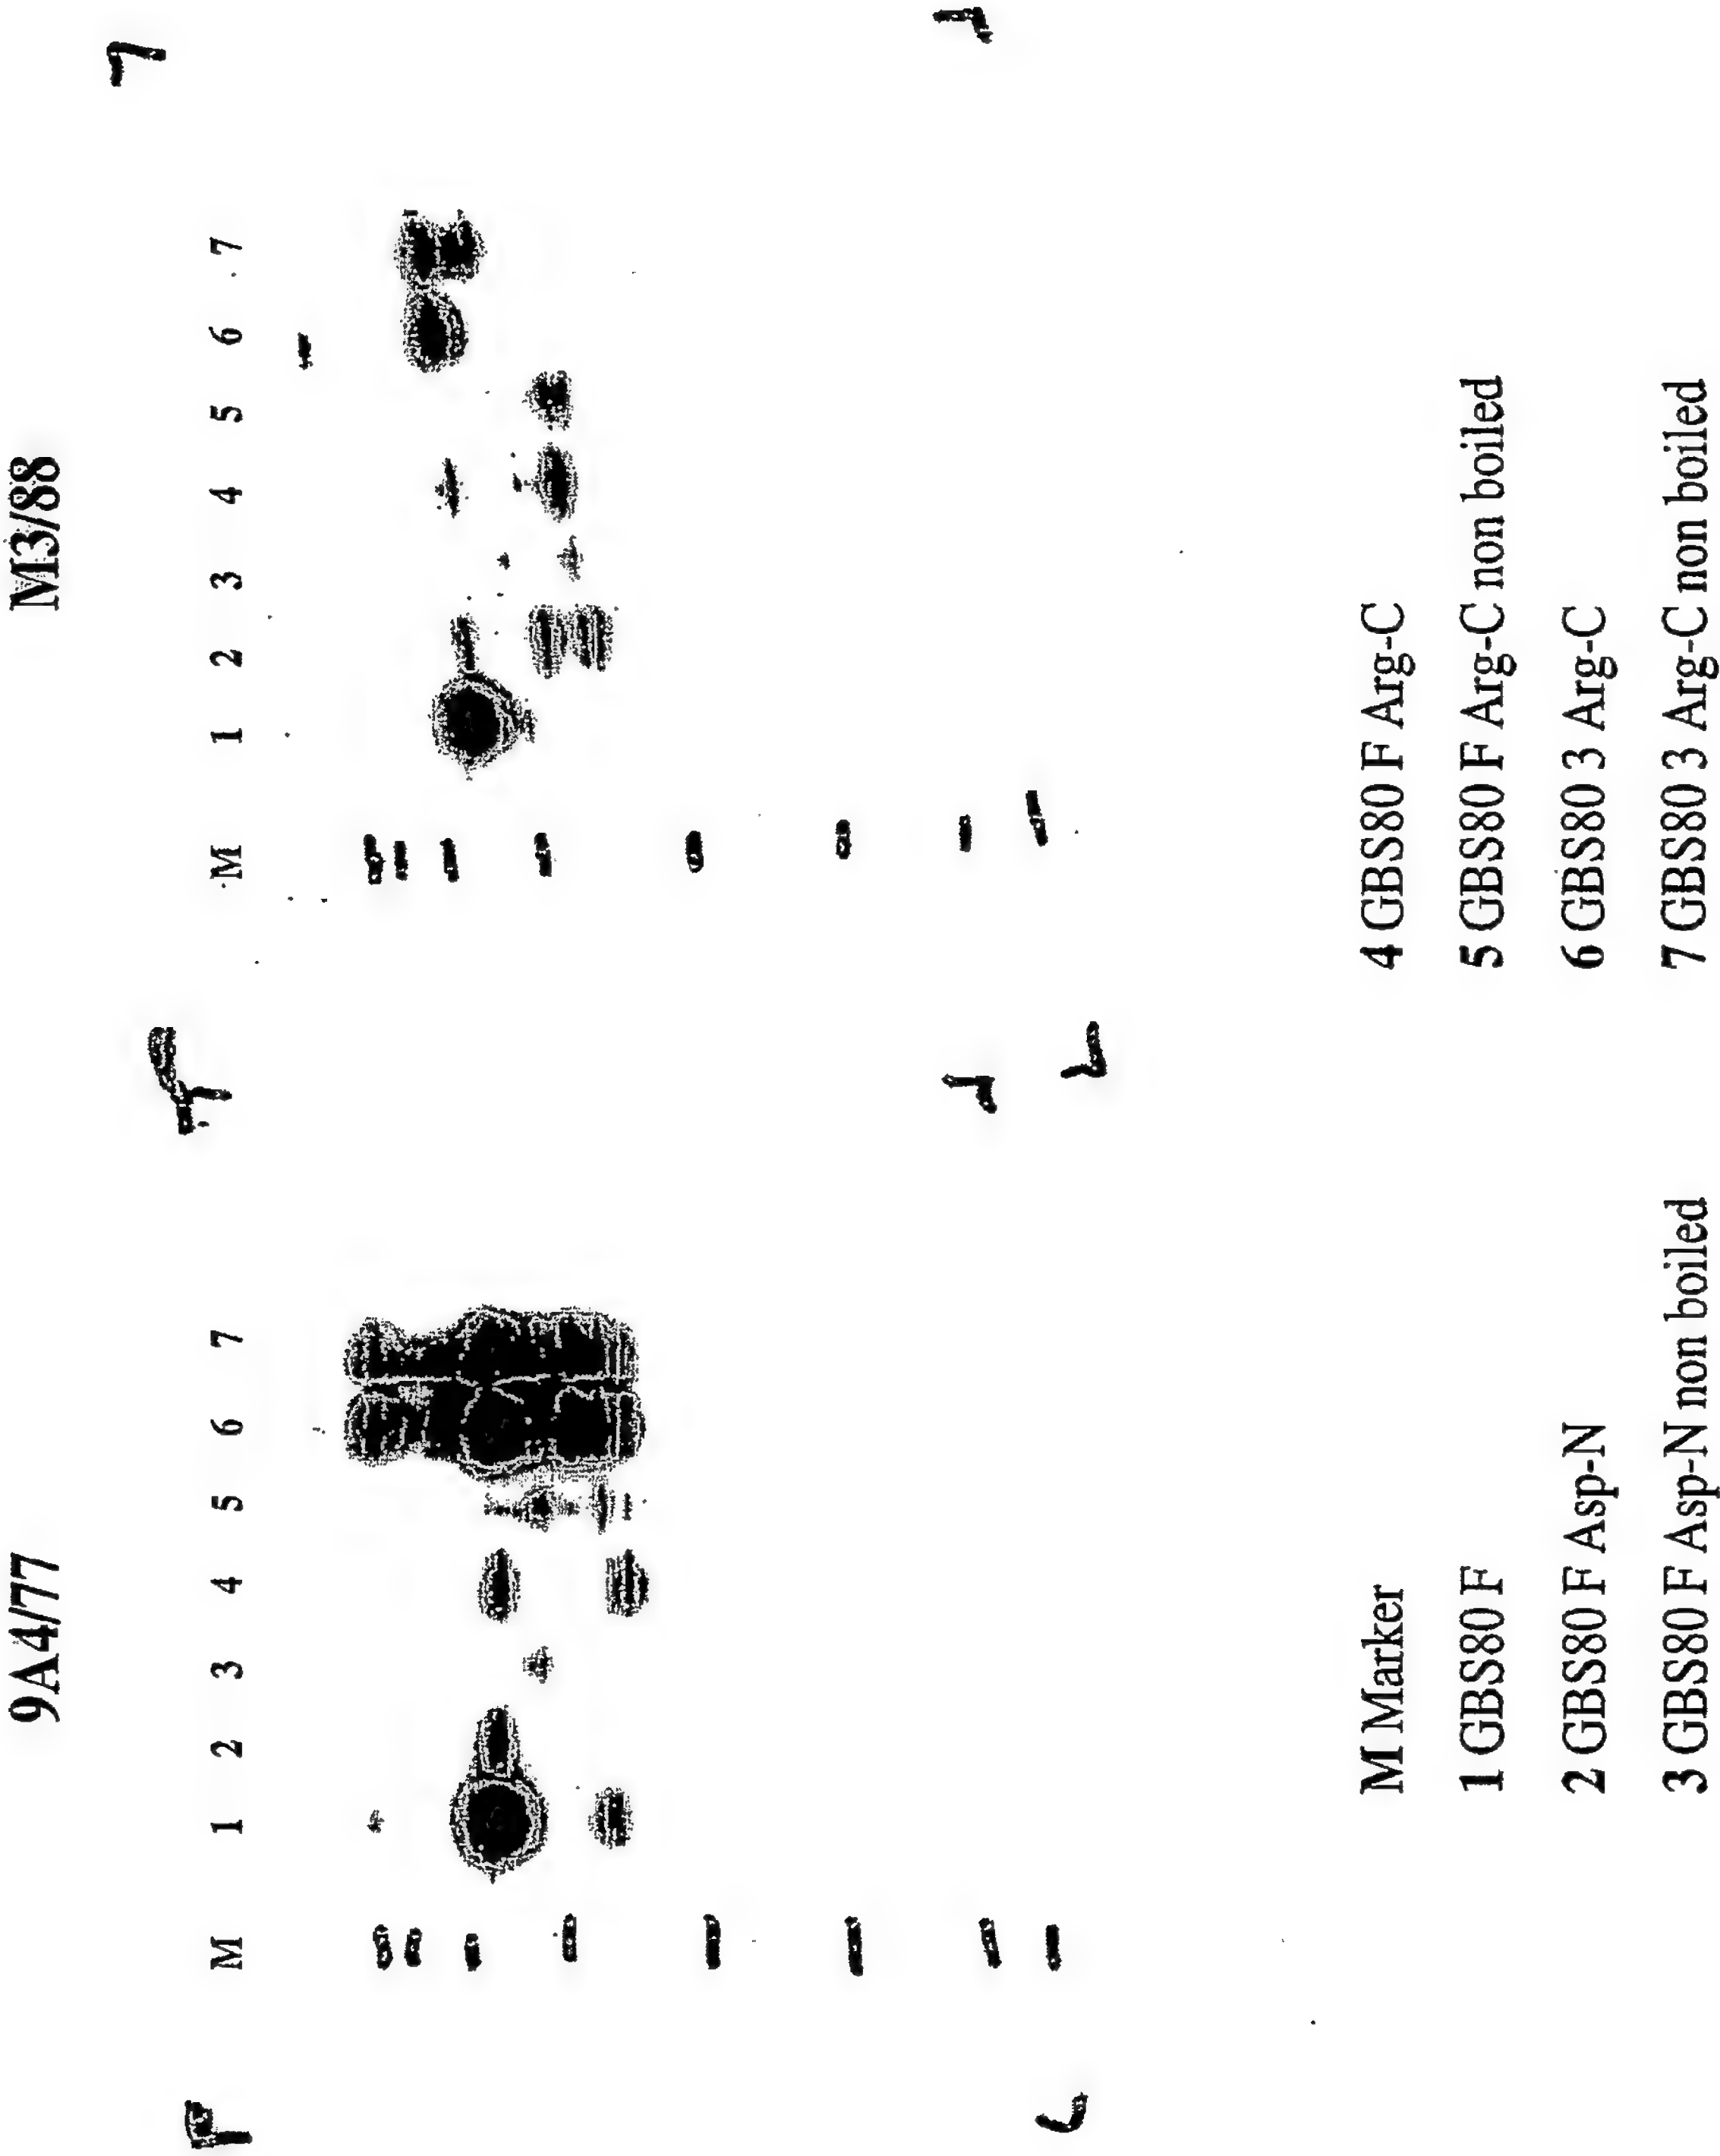 9A4/77
M 1 2 3 4 5 6 7
M3/88
M 1 2 3 4 5 6 7
M Marker
1 GBS80 F
2 GBS80 F Asp-N
3 GBS80 F Asp-N non boiled
4 GBS80 F Arg-C
5 GBS80 F Arg-C non boiled
6 GBS80 3 Arg-C
7 GBS80 3 Arg-C non boiled